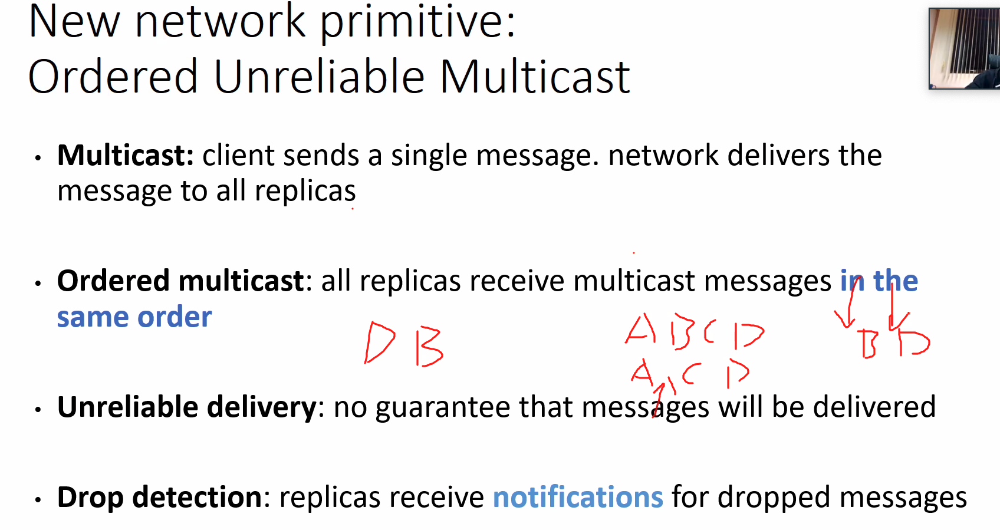 New network primitive:
Ordered Unreliable Multicast
• Multicast: client sends a single message. network delivers the
message to all replicas
• Ordered multicast: all replicas receive multicast messages in the
same order
D B
A B C D
B D
A C D
• Unreliable delivery: no guarantee that messages will be delivered
• Drop detection: replicas receive notifications for dropped messages